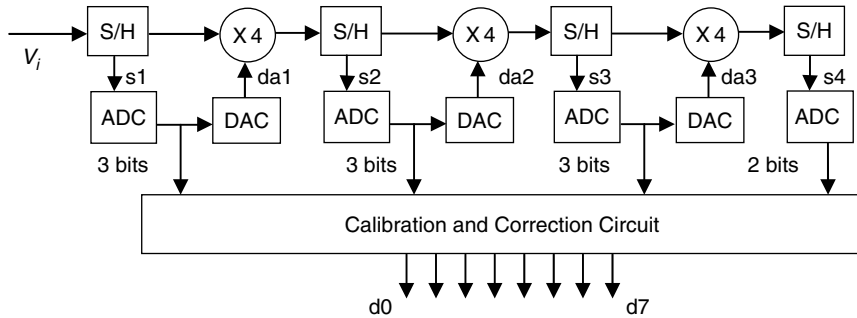 S/H X 4 S/H X 4 S/H X 4 S/H
V_i
s1 da1 s2 da2 s3 da3 s4
ADC DAC ADC DAC ADC DAC ADC
3 bits 3 bits 3 bits 2 bits
Calibration and Correction Circuit
d0 d7